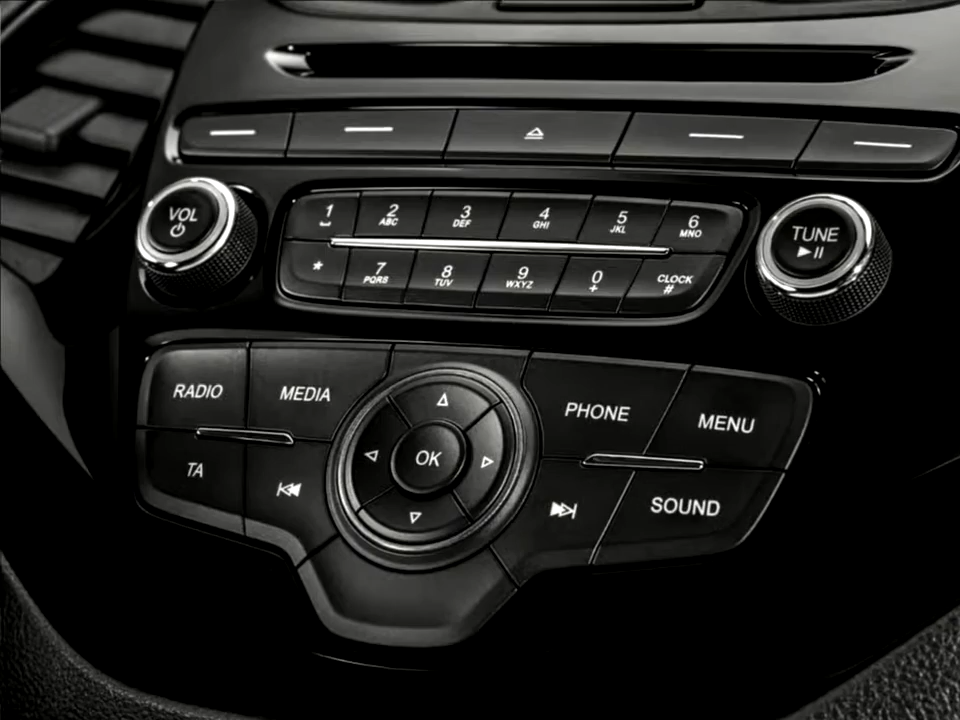 VOL
1 2 3 4 5 6
ABC DEF GHI JKL MNO
TUNE
* 7 8 9 0 CLOCK
PQRS TUV WXYZ + #
RADIO MEDIA PHONE MENU
OK
TA SOUND